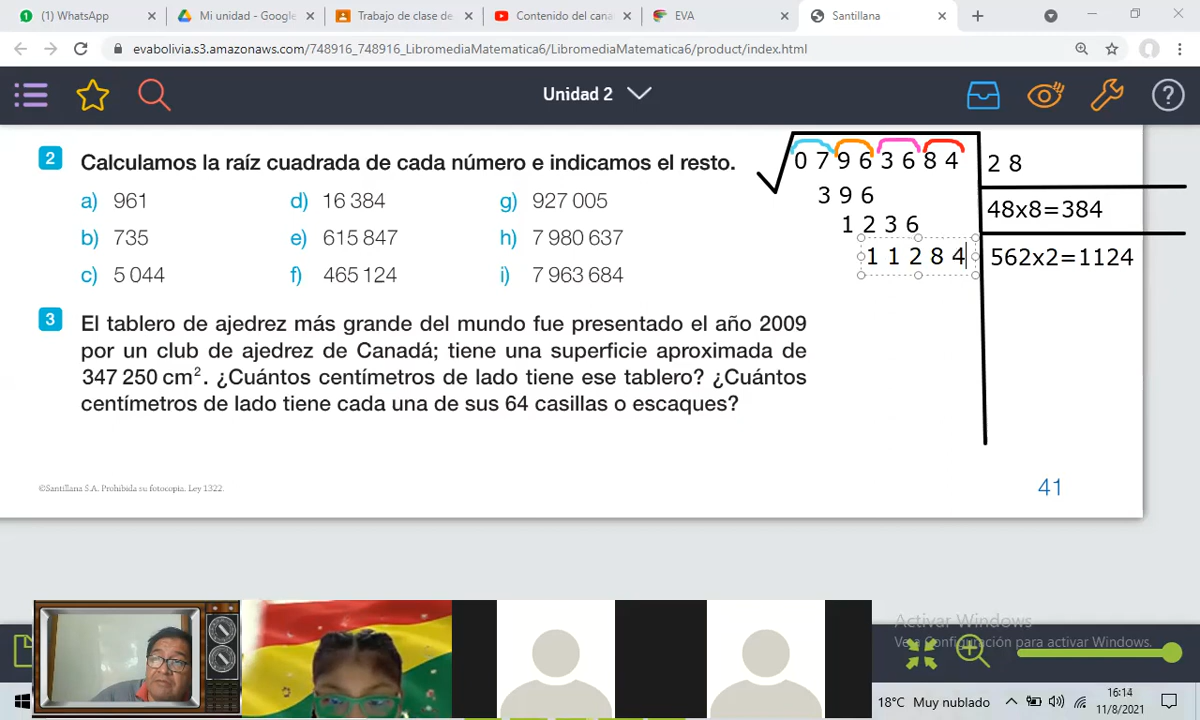 (1) WhatsApp
Mi unidad - Google
Trabajo de clase de
Contenido del cana
EVA
Santillana
evabolivia.s3.amazonaws.com/748916_748916_LibromediaMatematica6/LibromediaMatematica6/product/index.html
Unidad 2
2 Calculamos la raíz cuadrada de cada número e indicamos el resto.
a) 961
d) 16 384
g) 927 005
b) 735
e) 615 847
h) 7 980 637
c) 5 044
f) 465 124
i) 7 963 684
3 El tablero de ajedrez más grande del mundo fue presentado el año 2009
por un club de ajedrez de Canadá; tiene una superficie aproximada de
347 250 cm². ¿Cuántos centímetros de lado tiene ese tablero? ¿Cuántos
centímetros de lado tiene cada una de sus 64 casillas o escaques?
0 7 9 6 3 6 8 4
2 8
3 9 6
48x8=384
1 2 3 6
1 1 2 8 4
562x2=1124
©Santillana S.A. Prohibida su fotocopia. Ley 1322.
41
Activar Windows
Ve a Configuración para activar Windows.
18°C Muy nublado
16:14
11/8/2021